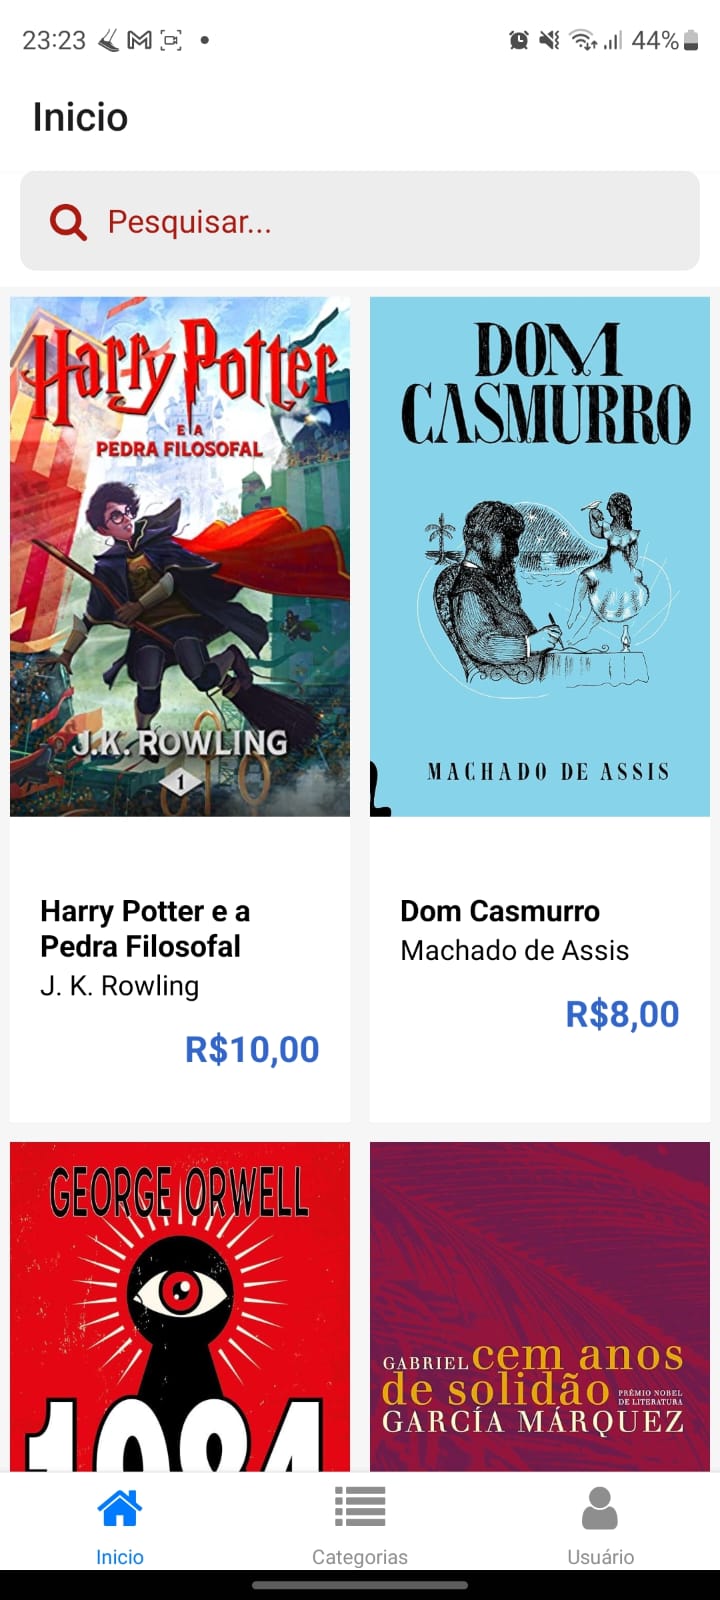 23:23
44%
Inicio
Pesquisar...
Harry Potter
E A
PEDRA FILOSOFAL
J.K. ROWLING
1
DOM
CASMURRO
MACHADO DE ASSIS
Harry Potter e a
Pedra Filosofal
J. K. Rowling
R$10,00
Dom Casmurro
Machado de Assis
R$8,00
GEORGE ORWELL
1984
GABRIEL cem anos
de solidão PRÊMIO NOBEL
DE LITERATURA
GARCÍA MÁRQUEZ
Inicio
Categorias
Usuário